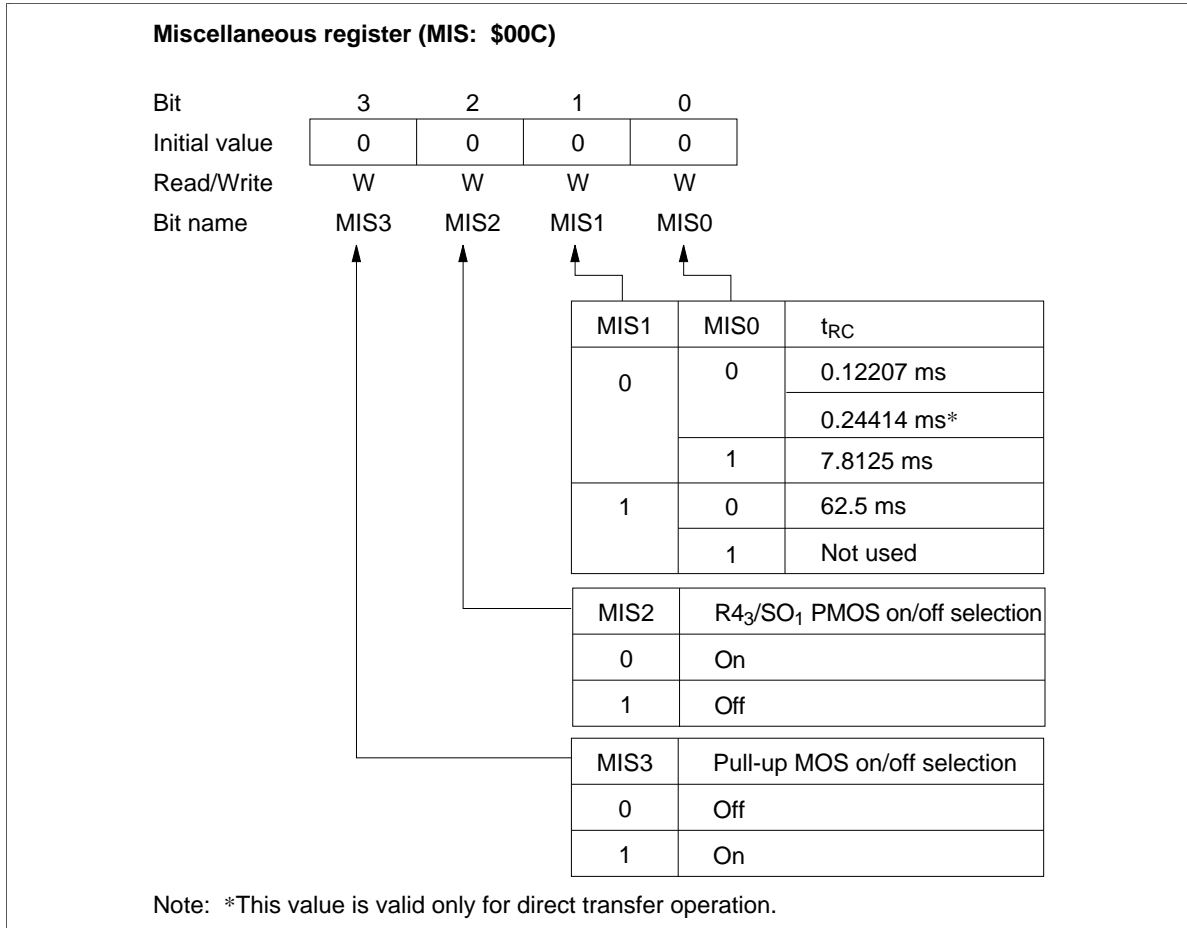 Miscellaneous register (MIS: $00C)
Bit 3 2 1 0
Initial value 0 0 0 0
Read/Write W W W W
Bit name MIS3 MIS2 MIS1 MIS0
MIS1 MIS0 tRC
0 0 0.12207 ms
0.24414 ms*
1 7.8125 ms
1 0 62.5 ms
1 Not used
MIS2 R43/SO1 PMOS on/off selection
0 On
1 Off
MIS3 Pull-up MOS on/off selection
0 Off
1 On
Note: *This value is valid only for direct transfer operation.